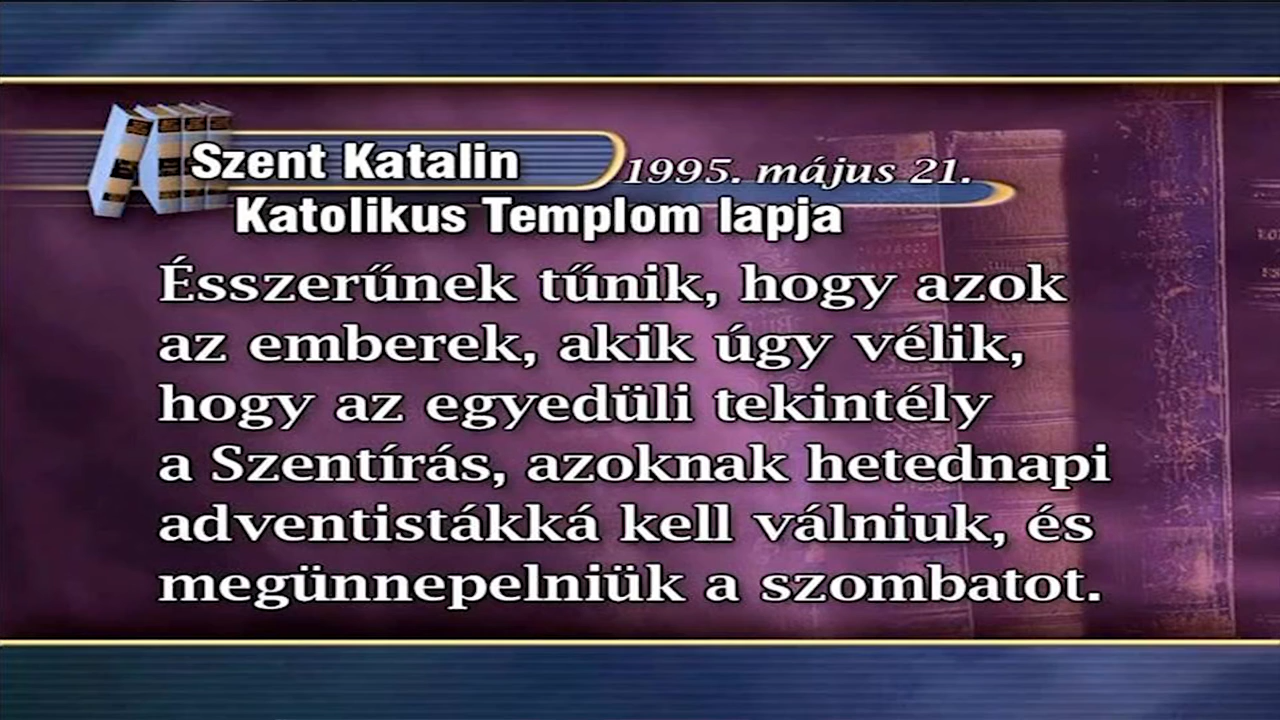 Szent Katalin
1995. május 21.
Katolikus Templom lapja
Ésszerűnek tűnik, hogy azok
az emberek, akik úgy vélik,
hogy az egyedüli tekintély
a Szentírás, azoknak hetednapi
adventistákká kell válniuk, és
megünnepelniük a szombatot.